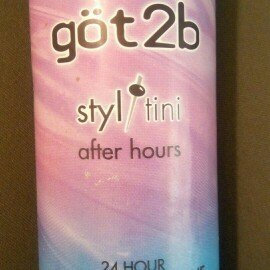 göt2b
styl tini
after hours
24 HOUR